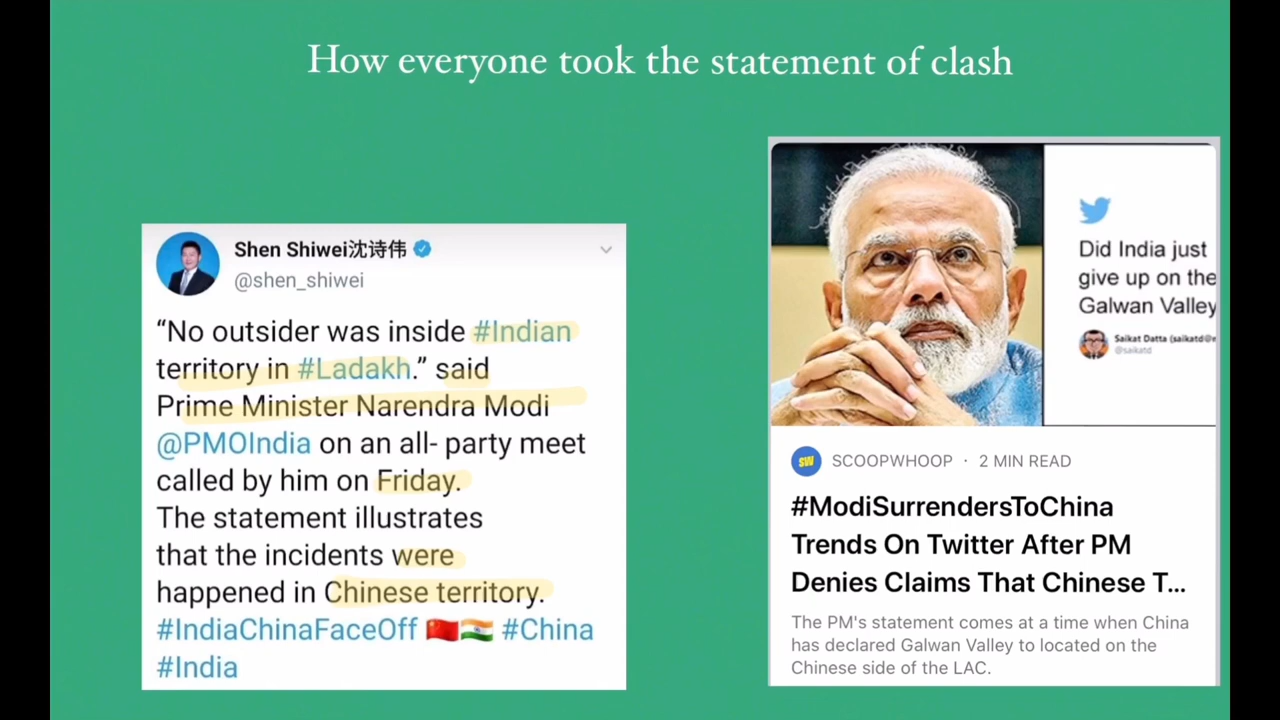 How everyone took the statement of clash
Shen Shiwei沈诗伟
@shen_shiwei
“No outsider was inside #Indian
territory in #Ladakh.” said
Prime Minister Narendra Modi
@PMOIndia on an all- party meet
called by him on Friday.
The statement illustrates
that the incidents were
happened in Chinese territory.
#IndiaChinaFaceOff 🇨🇳🇮🇳 #China
#India
Did India just
give up on the
Galwan Valley
Saikat Datta (saikatd@
@saikatd
SW SCOOPWHOOP · 2 MIN READ
#ModiSurrendersToChina
Trends On Twitter After PM
Denies Claims That Chinese T...
The PM's statement comes at a time when China
has declared Galwan Valley to located on the
Chinese side of the LAC.